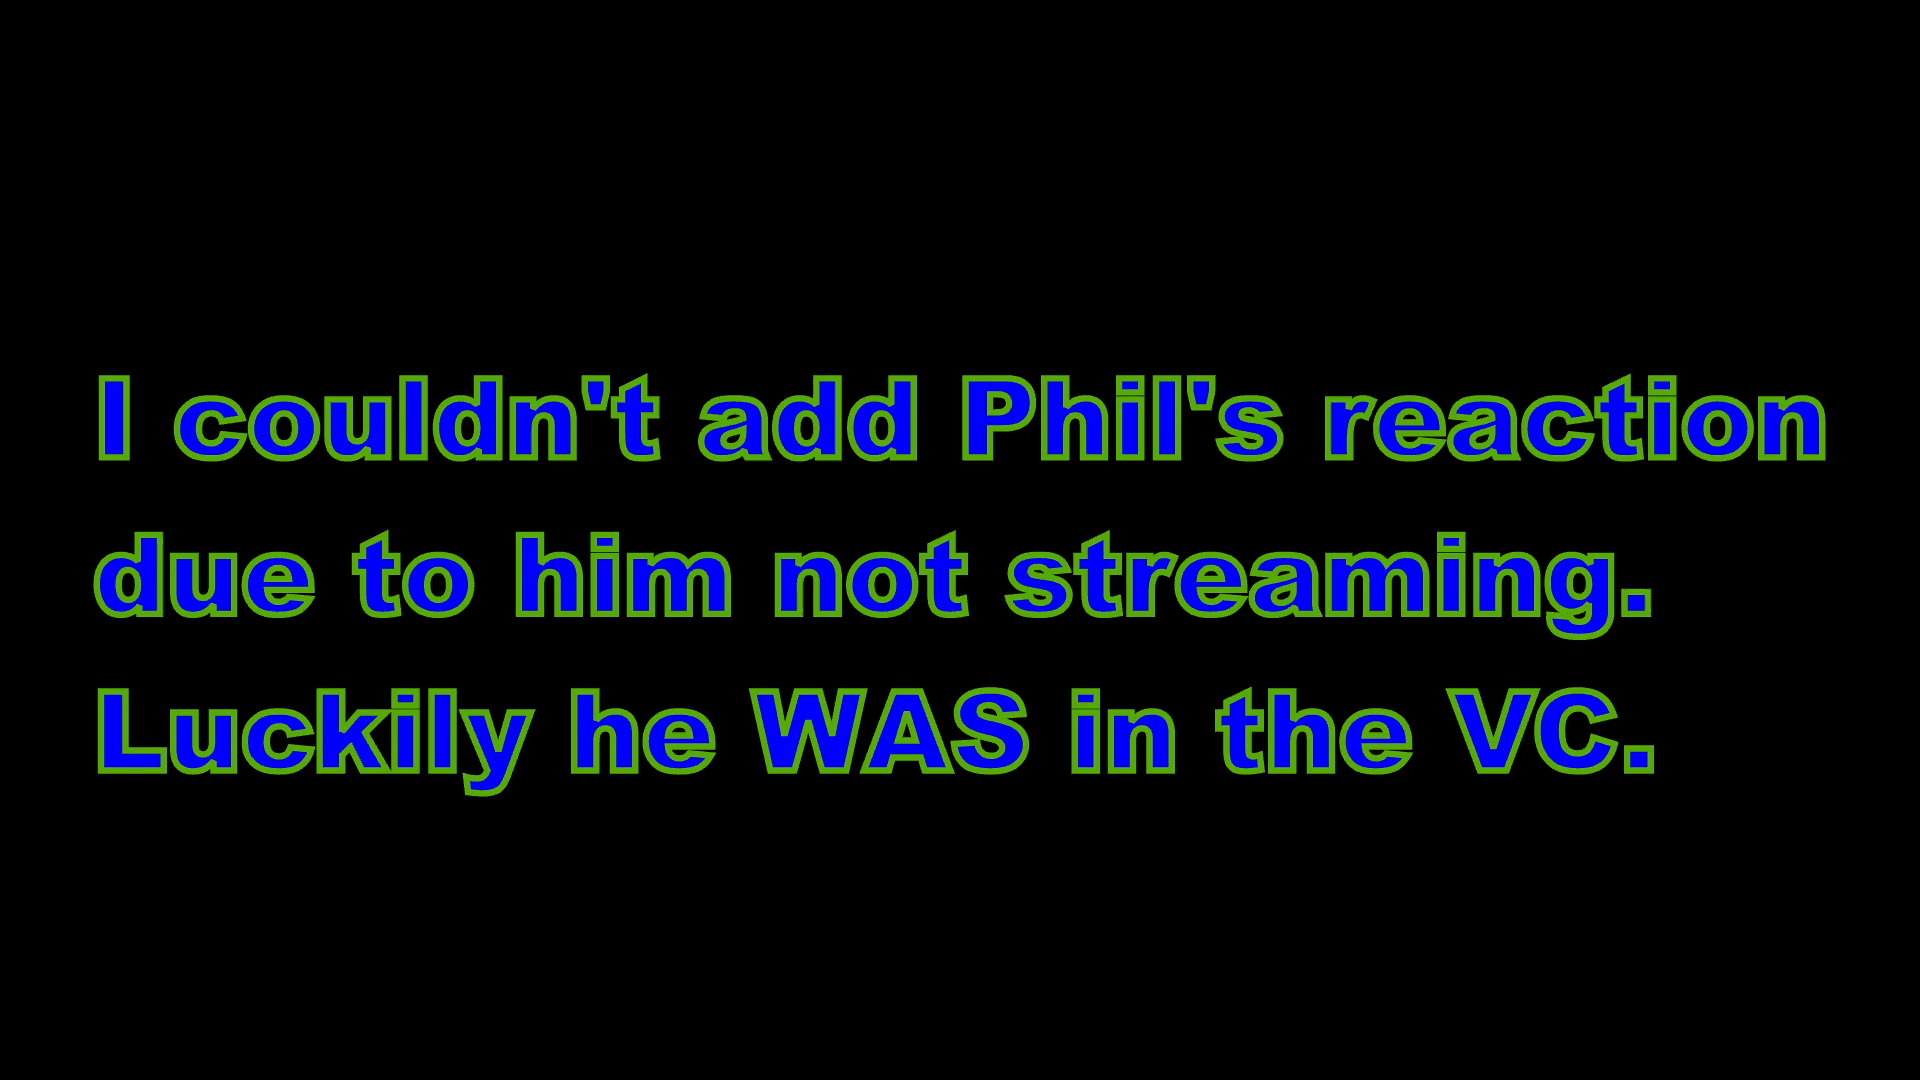 I couldn't add Phil's reaction
due to him not streaming.
Luckily he WAS in the VC.